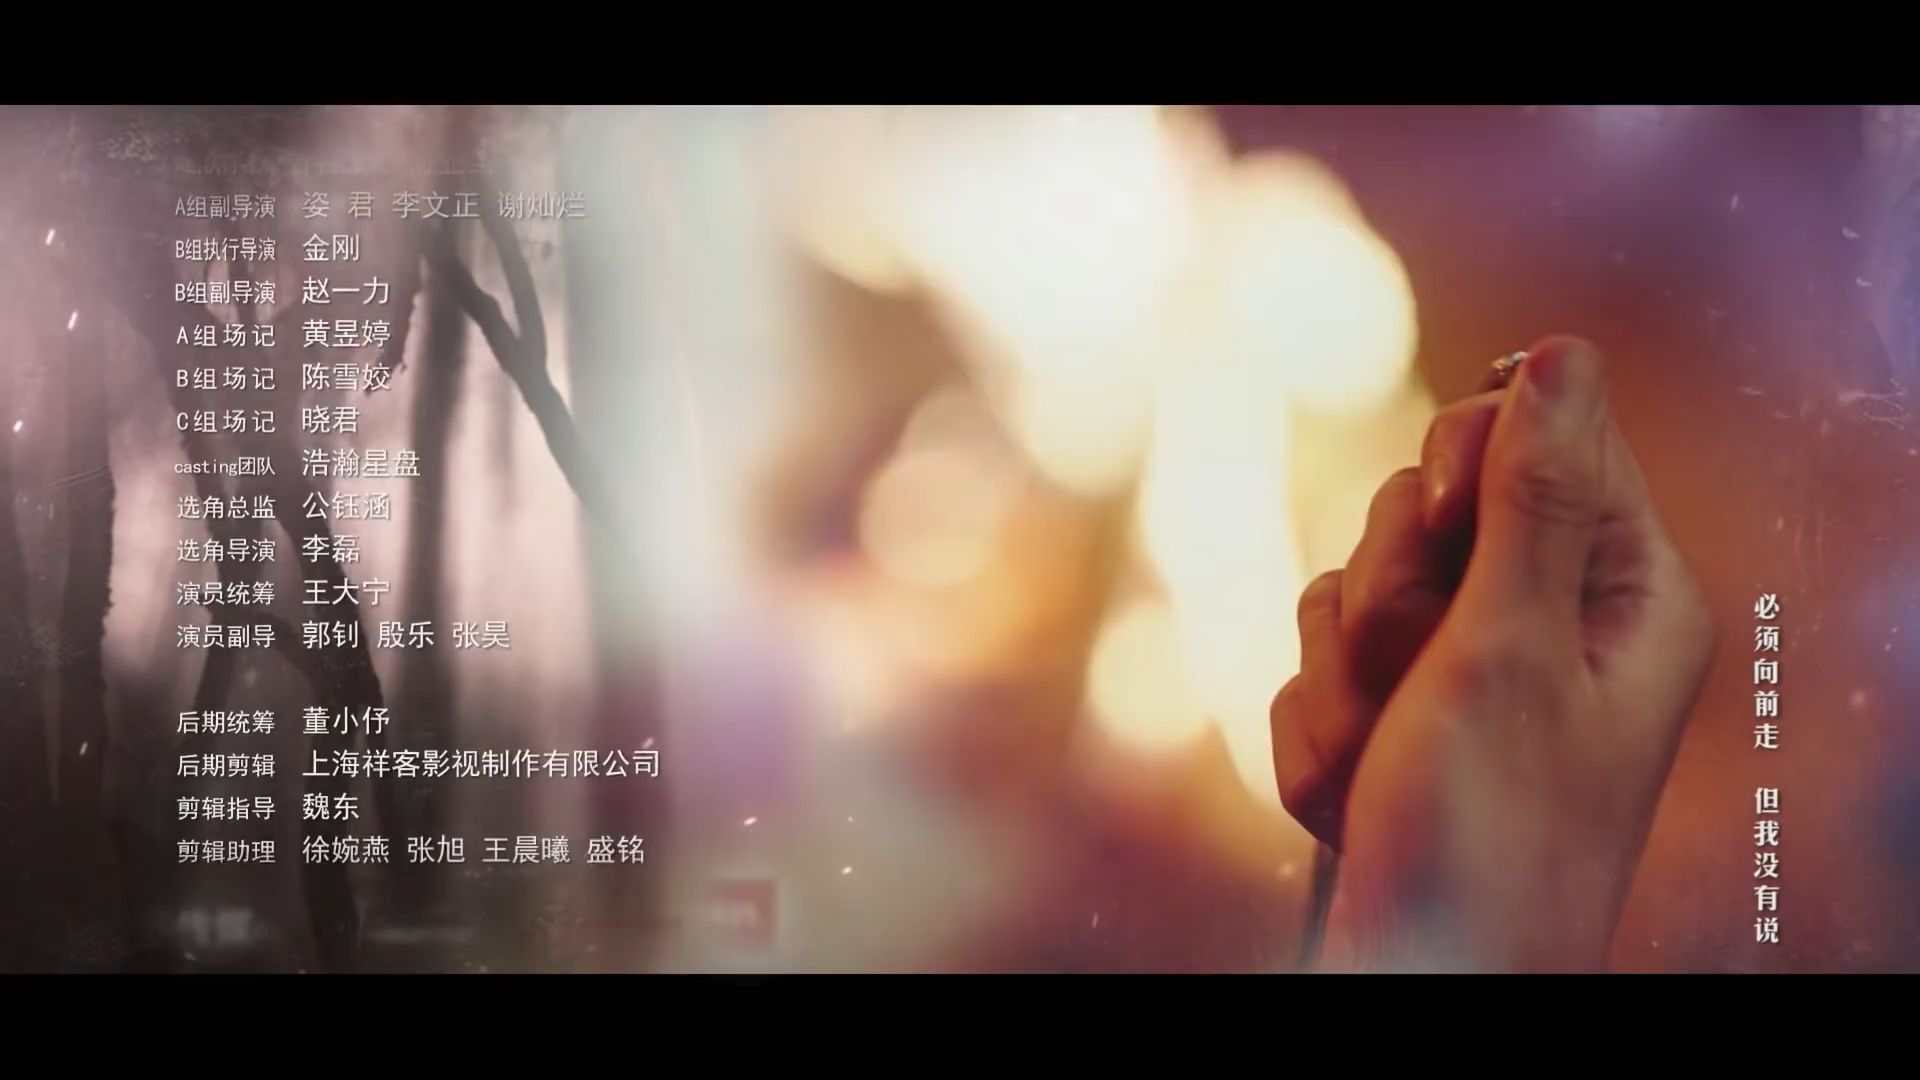 A组副导演 姿 君 李文正 谢灿烂
B组执行导演 金刚
B组副导演 赵一力
A组场记 黄昱婷
B组场记 陈雪姣
C组场记 晓君
casting团队 浩瀚星盘
选角总监 公钰涵
选角导演 李磊
演员统筹 王大宁
演员副导 郭钊 殷乐 张昊
后期统筹 董小伃
后期剪辑 上海祥客影视制作有限公司
剪辑指导 魏东
剪辑助理 徐婉燕 张旭 王晨曦 盛铭
必须向前走 但我没有说